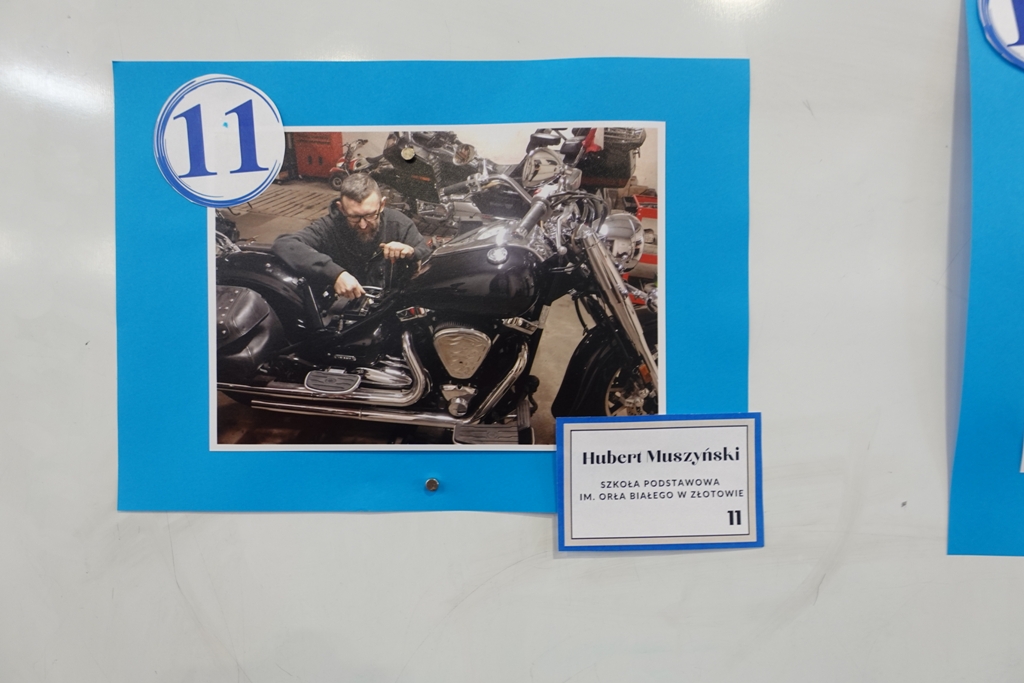 11
Hubert Muszyński
SZKOŁA PODSTAWOWA
IM. ORŁA BIAŁEGO W ZŁOTOWIE
11